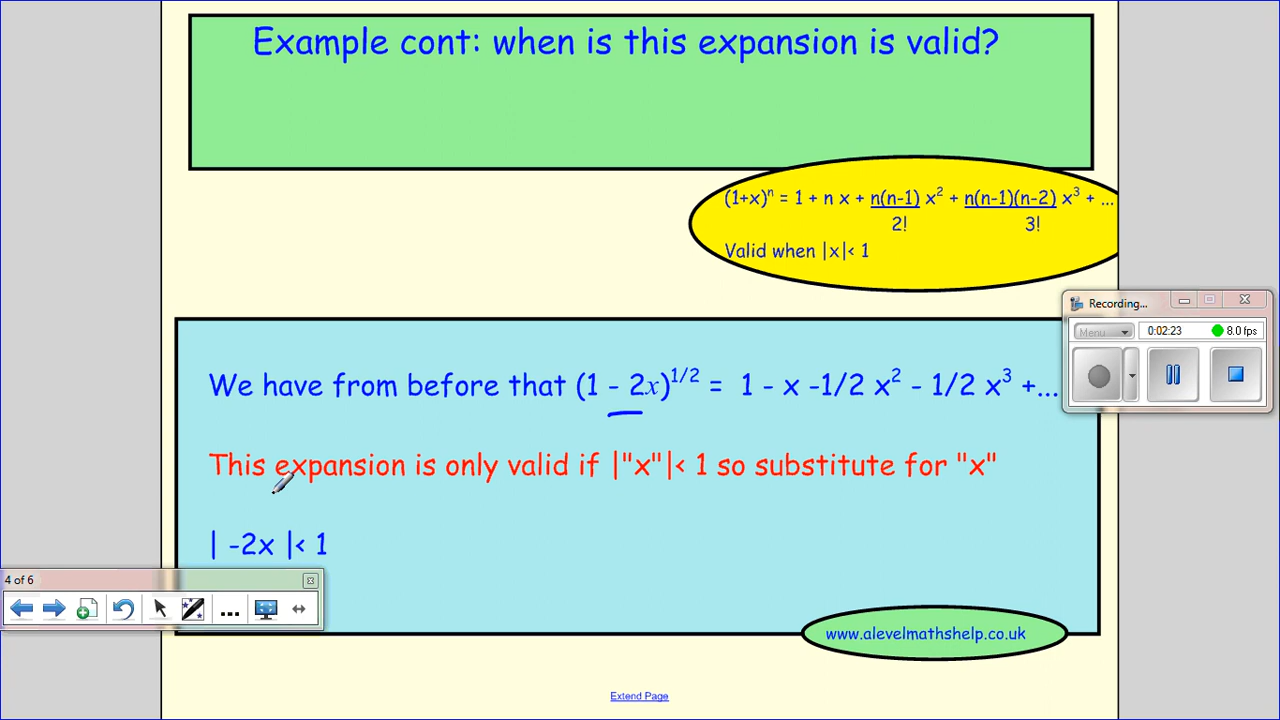 Example cont: when is this expansion is valid?
(1+x)ⁿ = 1 + n x + n(n-1) x² + n(n-1)(n-2) x³ + ...
2! 3!
Valid when |x|< 1
Recording...
Menu 0:02:23 8.0 fps
We have from before that (1 - 2x)^1/2 = 1 - x -1/2 x² - 1/2 x³ +...
This expansion is only valid if |"x"|< 1 so substitute for "x"
| -2x |< 1
4 of 6
...
www.alevelmathshelp.co.uk
Extend Page